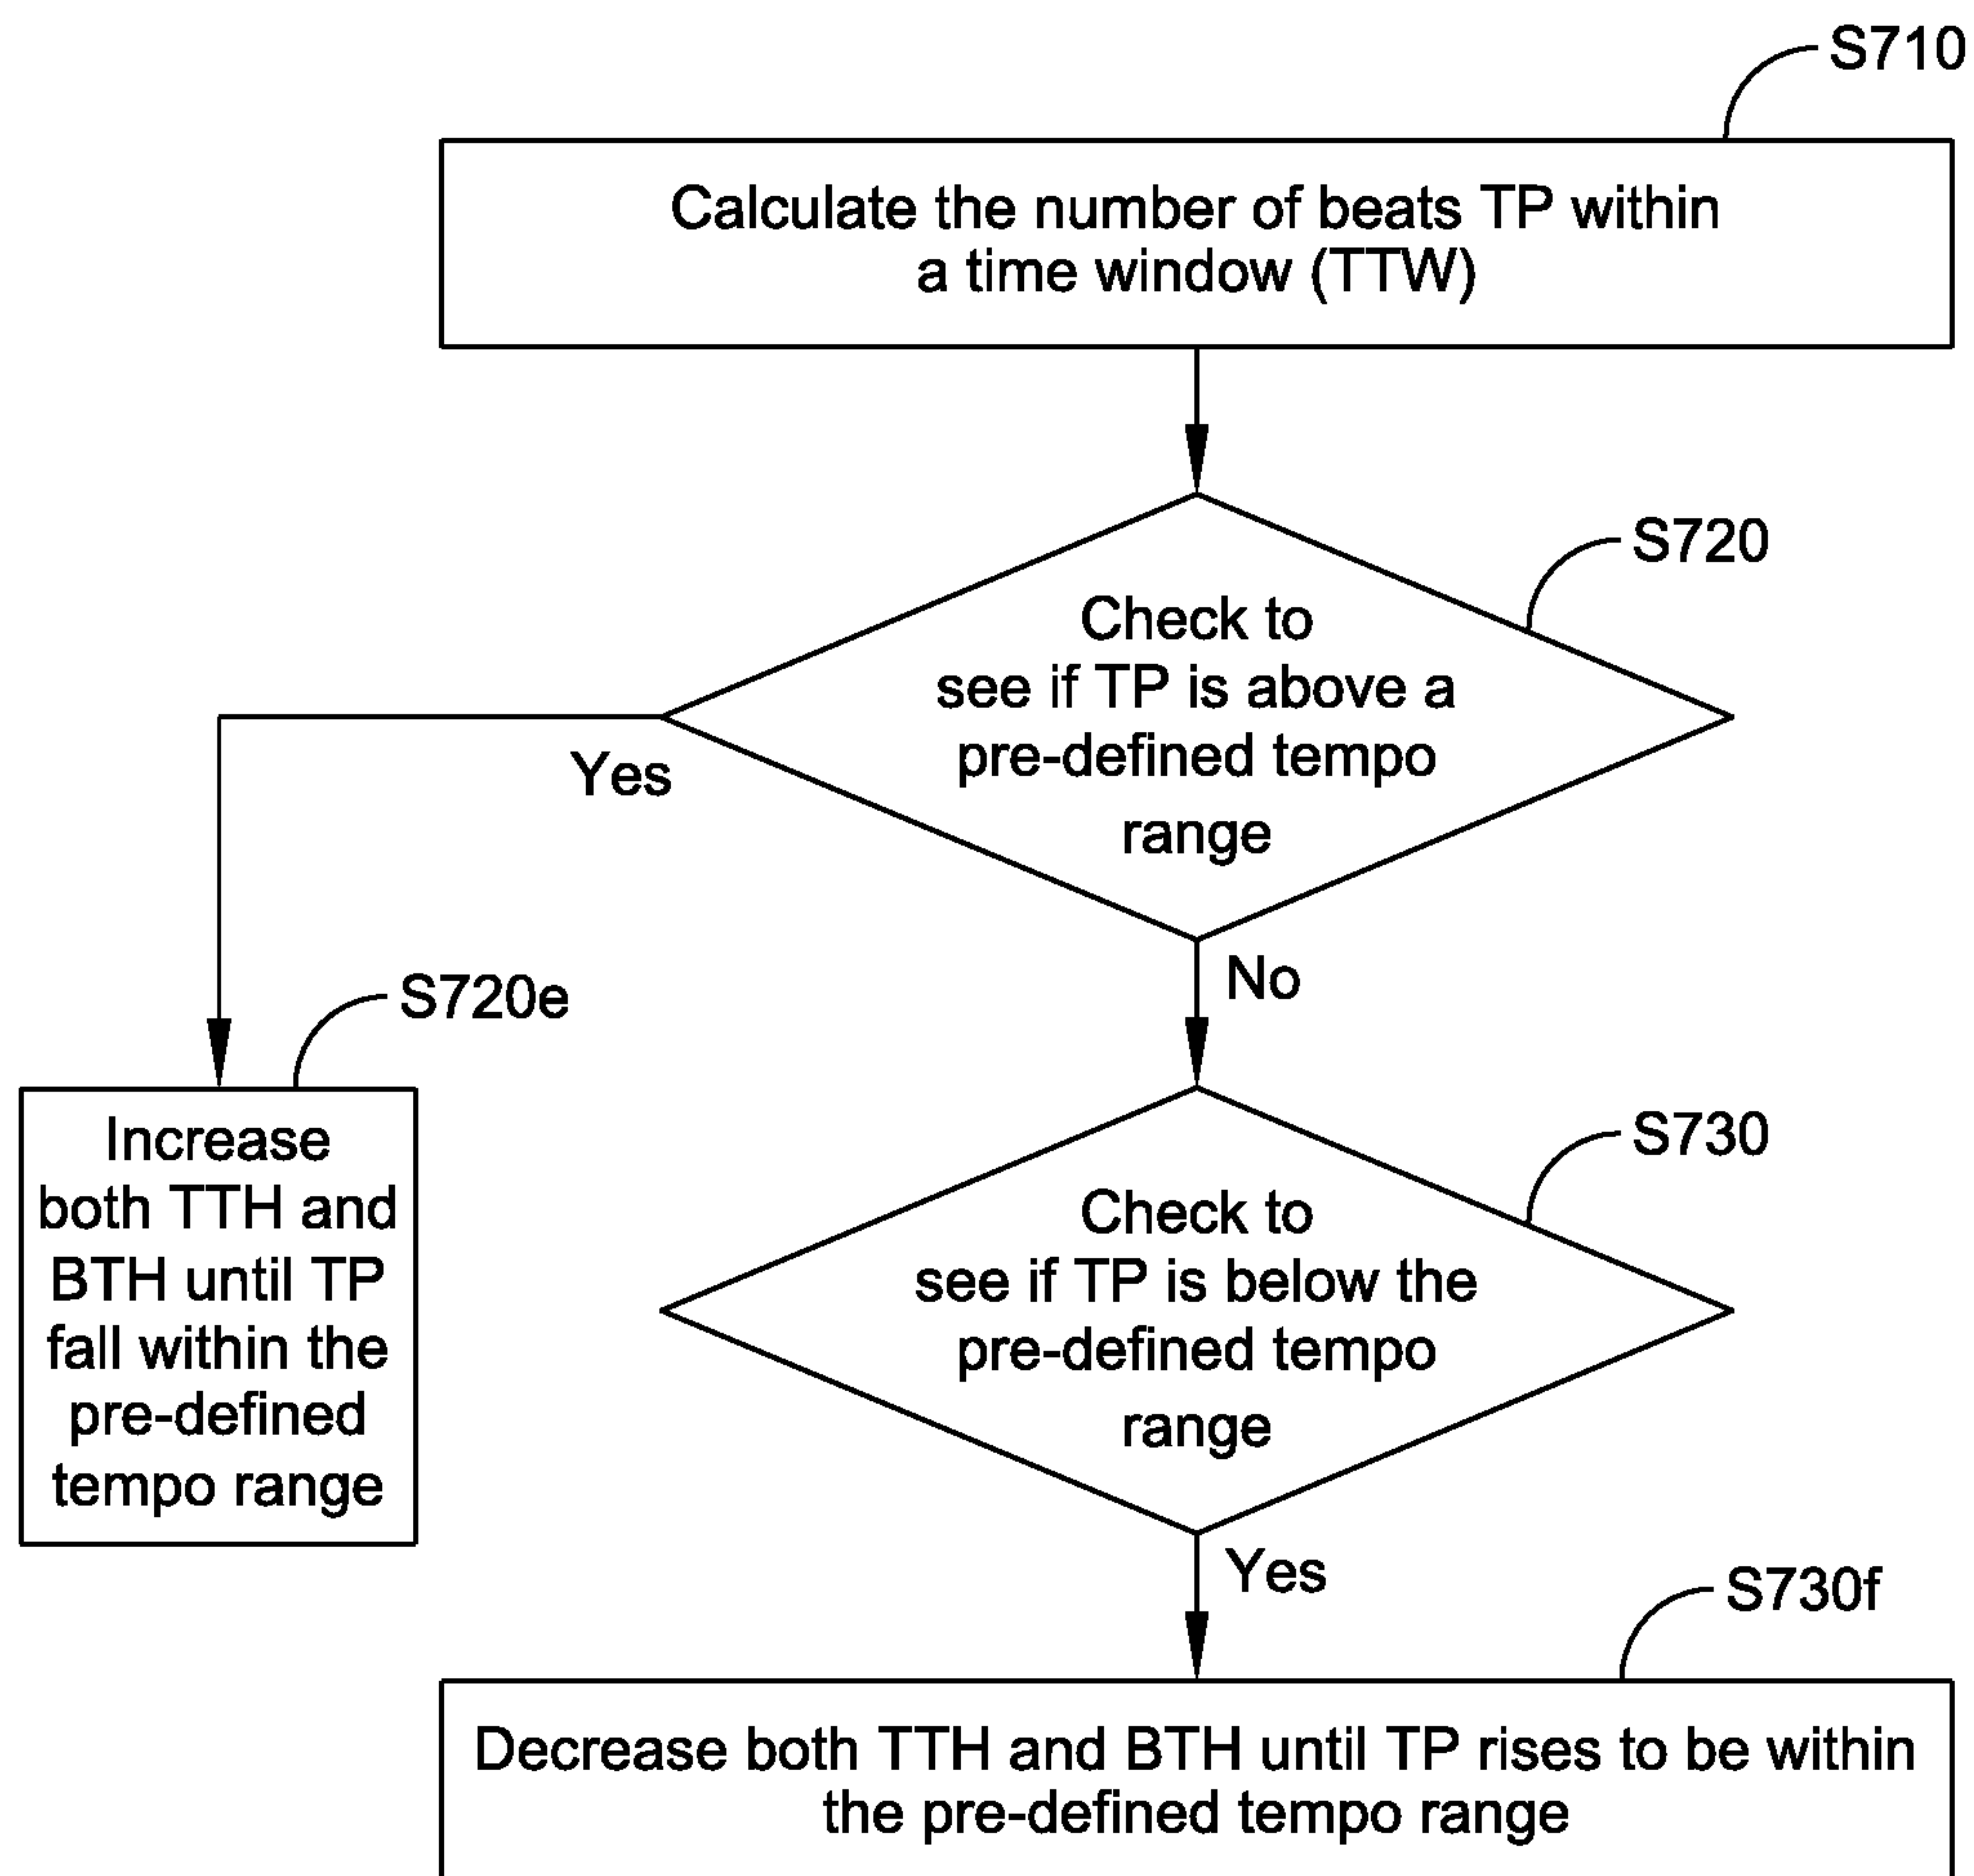 S710
Calculate the number of beats TP within
a time window (TTW)
S720
Check to
see if TP is above a
pre-defined tempo
range
Yes
No
S720e
Increase
both TTH and
BTH until TP
fall within the
pre-defined
tempo range
S730
Check to
see if TP is below the
pre-defined tempo
range
Yes
S730f
Decrease both TTH and BTH until TP rises to be within
the pre-defined tempo range